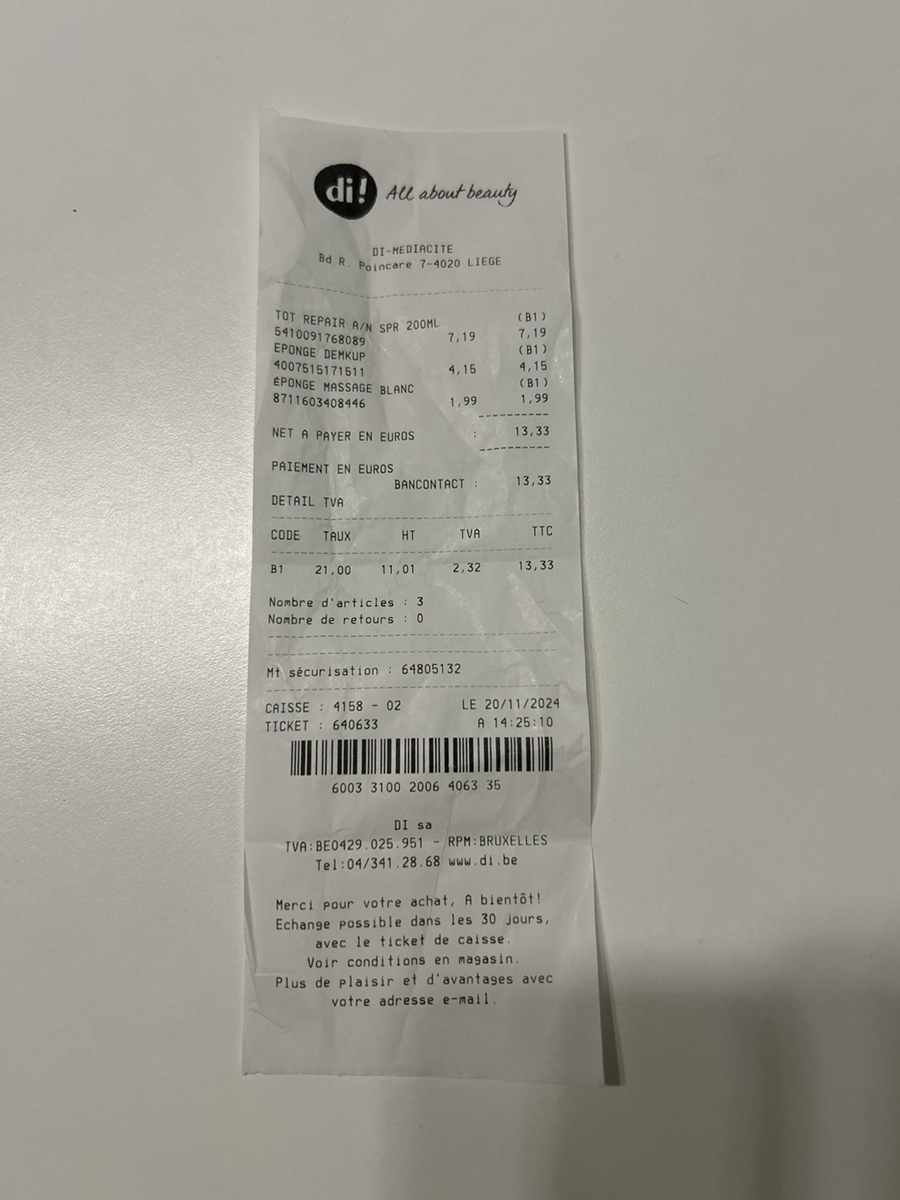 di! All about beauty
DI-MEDIACITE
Bd R. Poincare 7-4020 LIEGE
TOT REPAIR A/N SPR 200ML (B1)
5410091768089 7,19 7,19
EPONGE DEMKUP (B1)
4007515171511 4,15 4,15
ÉPONGE MASSAGE BLANC (B1)
8711603408446 1,99 1,99
NET A PAYER EN EUROS : 13,33
PAIEMENT EN EUROS
BANCONTACT : 13,33
DETAIL TVA
CODE TAUX HT TVA TTC
B1 21,00 11,01 2,32 13,33
Nombre d'articles : 3
Nombre de retours : 0
Mt sécurisation : 64805132
CAISSE : 4158 - 02 LE 20/11/2024
TICKET : 640633 A 14:25:10
6003 3100 2006 4063 35
DI sa
TVA:BE0429.025.951 - RPM:BRUXELLES
Tel:04/341.28.68 www.di.be
Merci pour votre achat, A bientôt!
Echange possible dans les 30 jours,
avec le ticket de caisse.
Voir conditions en magasin.
Plus de plaisir et d'avantages avec
votre adresse e-mail.